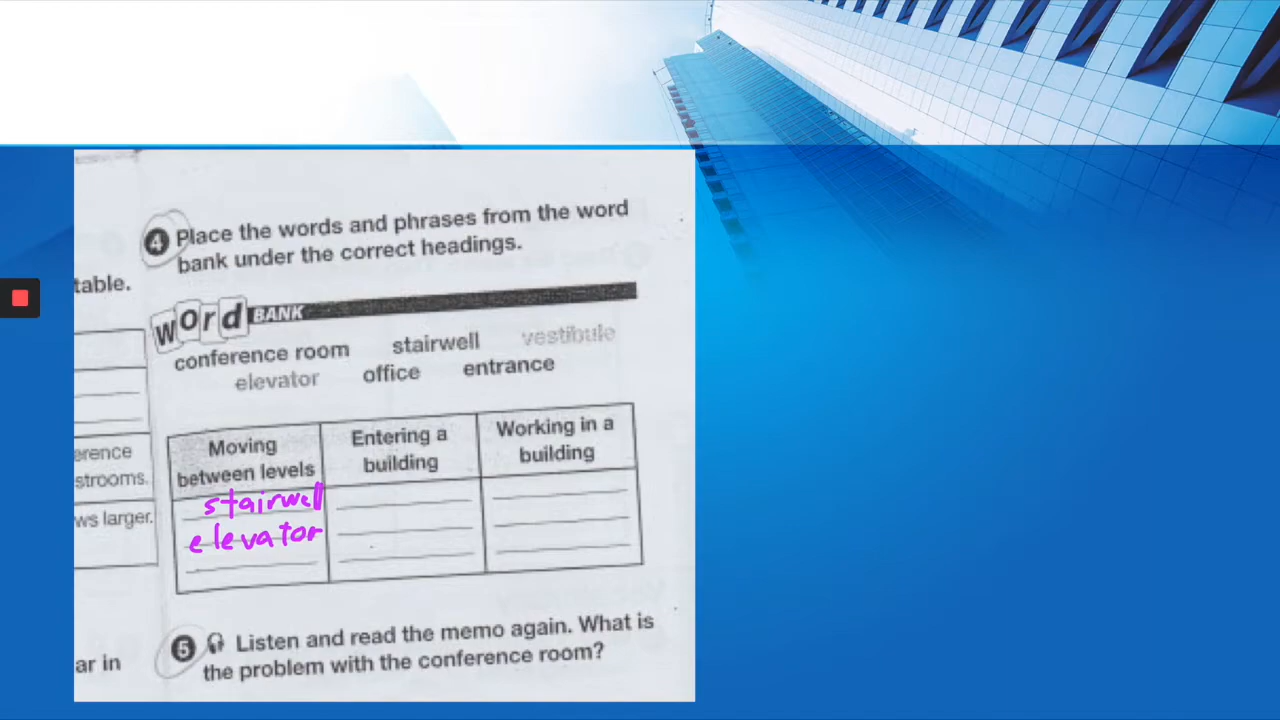 table.
erence
strooms.
ws larger.
ar in
4 Place the words and phrases from the word
bank under the correct headings.
Word BANK
conference room stairwell vestibule
elevator office entrance
Moving between levels
Entering a building
Working in a building
stairwell
elevator
5 Listen and read the memo again. What is
the problem with the conference room?